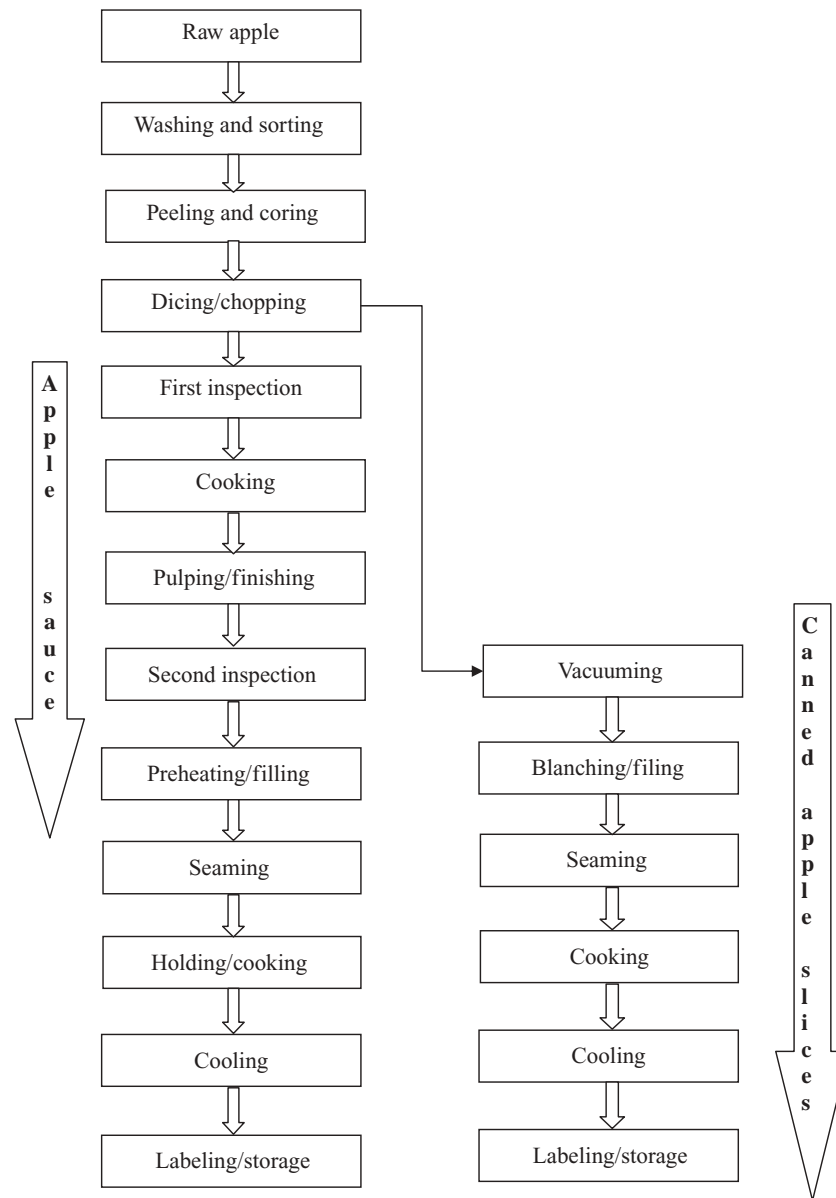 Raw apple
Washing and sorting
Peeling and coring
Dicing/chopping
First inspection
Cooking
Pulping/finishing
Second inspection
Preheating/filling
Seaming
Holding/cooking
Cooling
Labeling/storage
Apple sauce
Vacuuming
Blanching/filing
Seaming
Cooking
Cooling
Labeling/storage
Canned apple slices